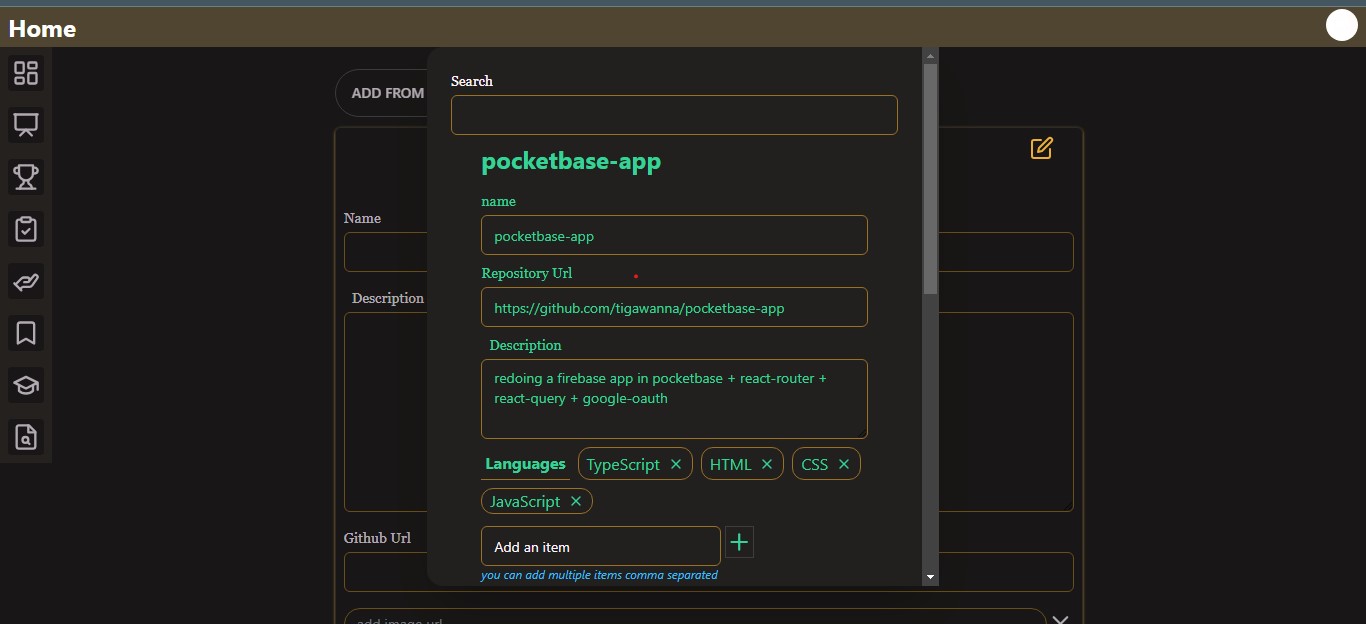 Home
ADD FROM
Search
pocketbase-app
name
pocketbase-app
Repository Url
https://github.com/tigawanna/pocketbase-app
Description
redoing a firebase app in pocketbase + react-router +
react-query + google-oauth
Languages TypeScript HTML CSS
JavaScript
Add an item
you can add multiple items comma separated
Name
Description
Github Url
add image url